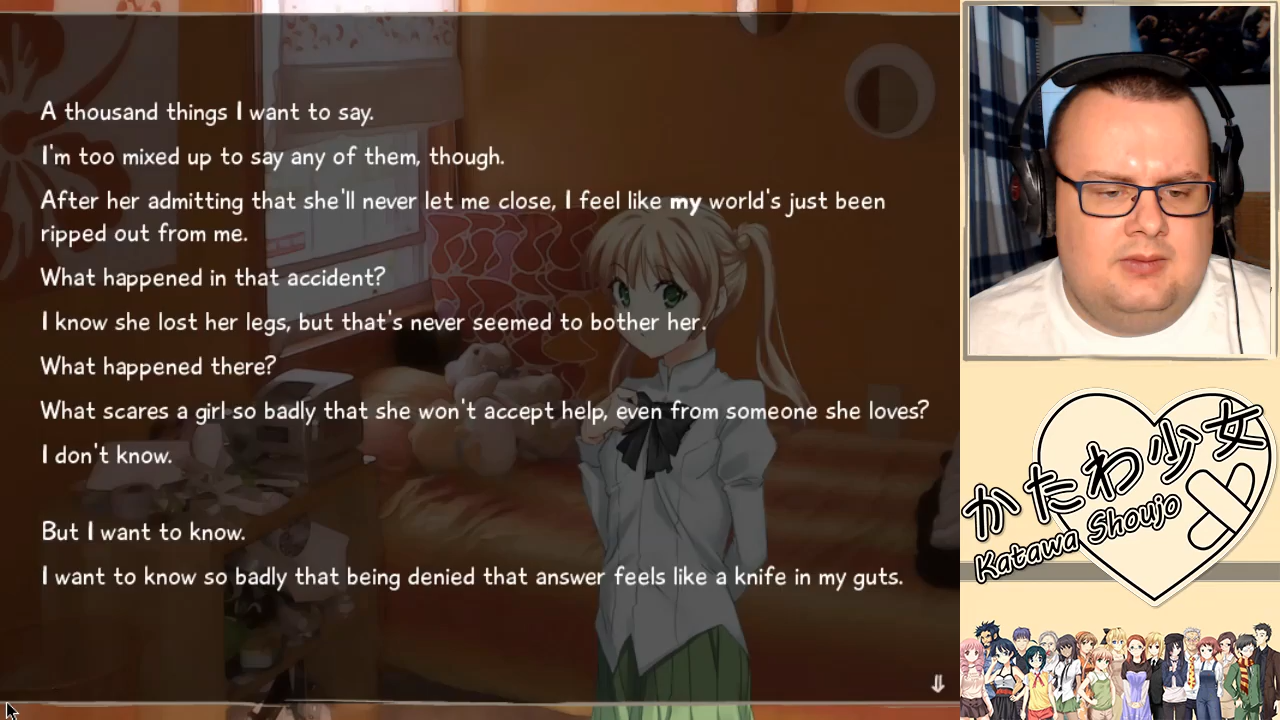 A thousand things I want to say.
I'm too mixed up to say any of them, though.
After her admitting that she'll never let me close, I feel like my world's just been
ripped out from me.
What happened in that accident?
I know she lost her legs, but that's never seemed to bother her.
What happened there?
What scares a girl so badly that she won't accept help, even from someone she loves?
I don't know.
But I want to know.
I want to know so badly that being denied that answer feels like a knife in my guts.
かたわ少女
Katawa Shoujo